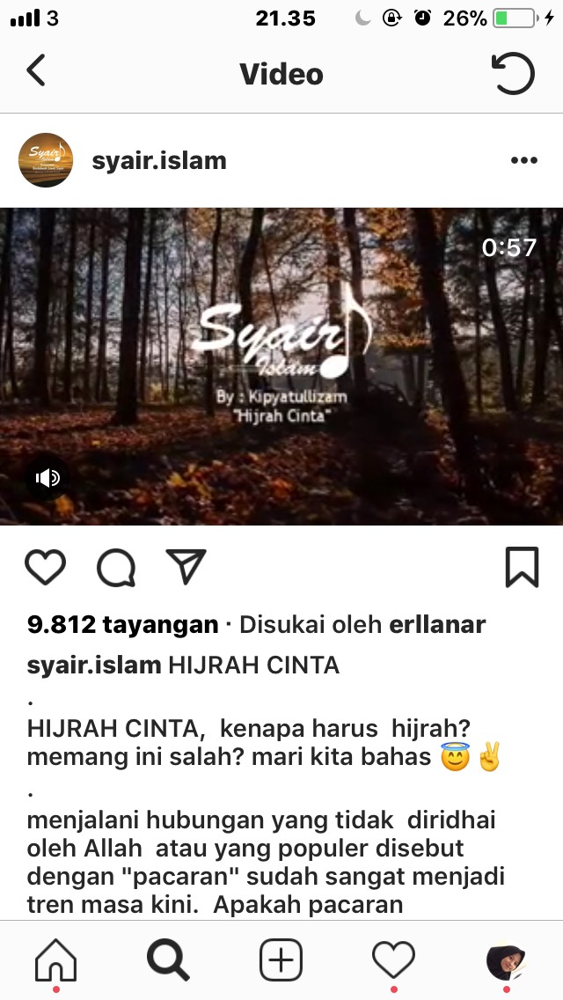 3 21.35 26%
Video
Syair
Islam
syair.islam
0:57
Syair
Islam
By : Kipyatullizam
"Hijrah Cinta"
9.812 tayangan · Disukai oleh erllanar
syair.islam HIJRAH CINTA
.
HIJRAH CINTA,  kenapa harus  hijrah?
memang ini salah? mari kita bahas 😇✌
.
menjalani hubungan yang tidak  diridhai
oleh Allah  atau yang populer disebut
dengan "pacaran" sudah sangat menjadi
tren masa kini.  Apakah pacaran